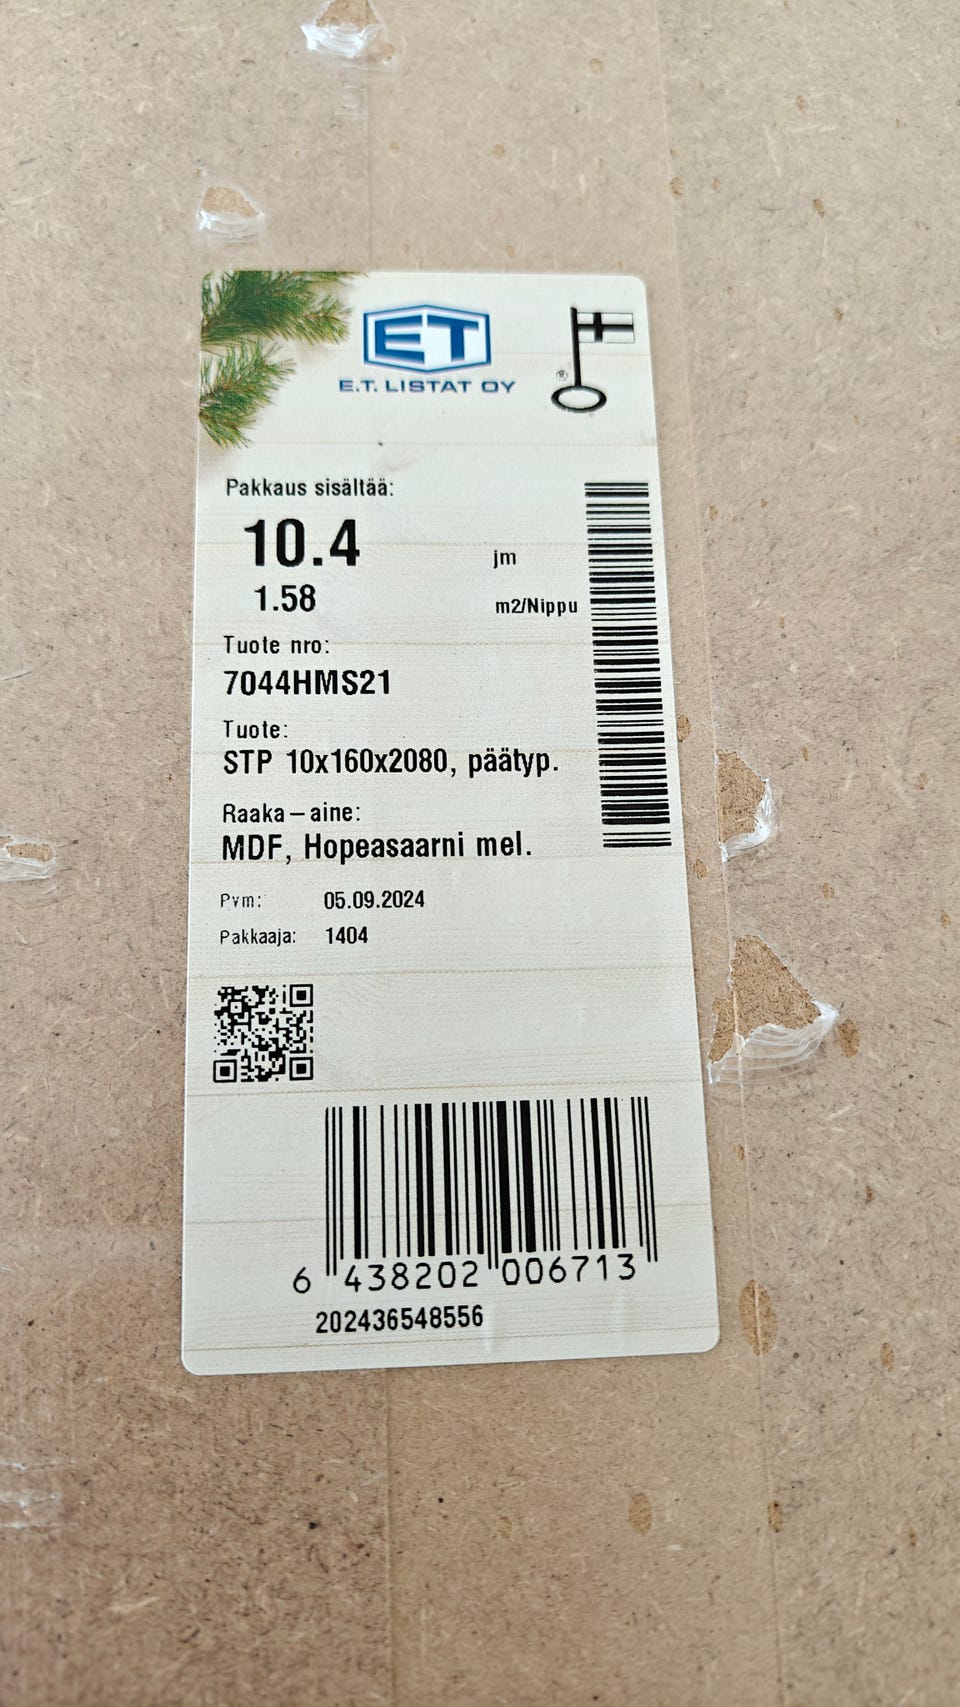 ET
E.T. LISTAT OY
®
Pakkaus sisältää:
10.4 jm
1.58 m2/Nippu
Tuote nro:
7044HMS21
Tuote:
STP 10x160x2080, päätyp.
Raaka–aine:
MDF, Hopeasaarni mel.
Pvm: 05.09.2024
Pakkaaja: 1404
6 438202 006713
202436548556